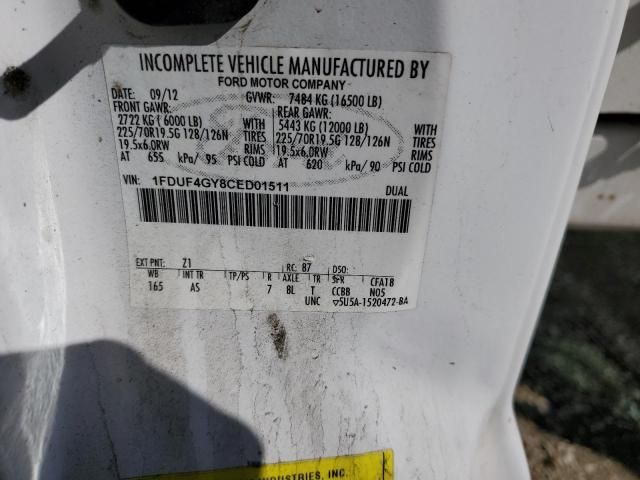 INCOMPLETE VEHICLE MANUFACTURED BY
FORD MOTOR COMPANY
DATE: 09/12 GVWR: 7484 KG (16500 LB)
FRONT GAWR: REAR GAWR:
2722 KG (6000 LB) WITH 5443 KG (12000 LB) WITH
225/70R19.5G 128/126N TIRES 225/70R19.5G 128/126N TIRES
19.5x6.0RW RIMS 19.5x6.0RW RIMS
AT 655 kPa/ 95 PSI COLD AT 620 kPa/ 90 PSI COLD
VIN: 1FDUF4GY8CED01511 DUAL
EXT PNT: Z1 RC: 87 DSO:
WB INT TR TP/PS R AXLE TR SPR CFA18
165 AS 7 BL T CCBB N05
UNC ▽5U5A-1520472-BA
INDUSTRIES, INC.